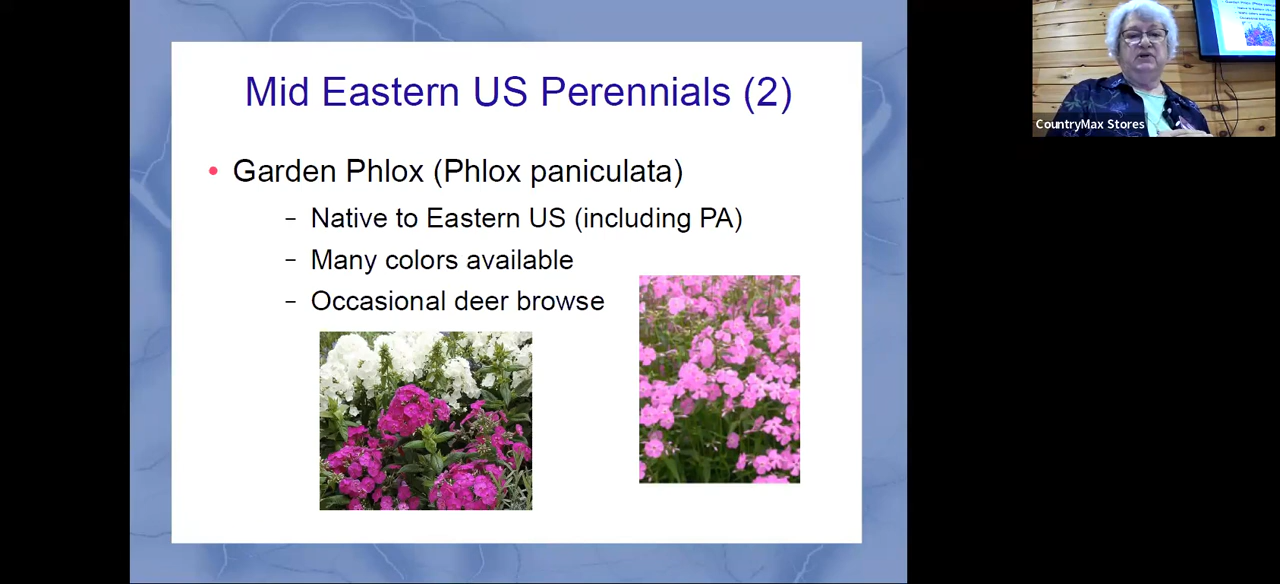 Mid Eastern US Perennials (2)
• Garden Phlox (Phlox paniculata)
– Native to Eastern US (including PA)
– Many colors available
– Occasional deer browse
CountryMax Stores